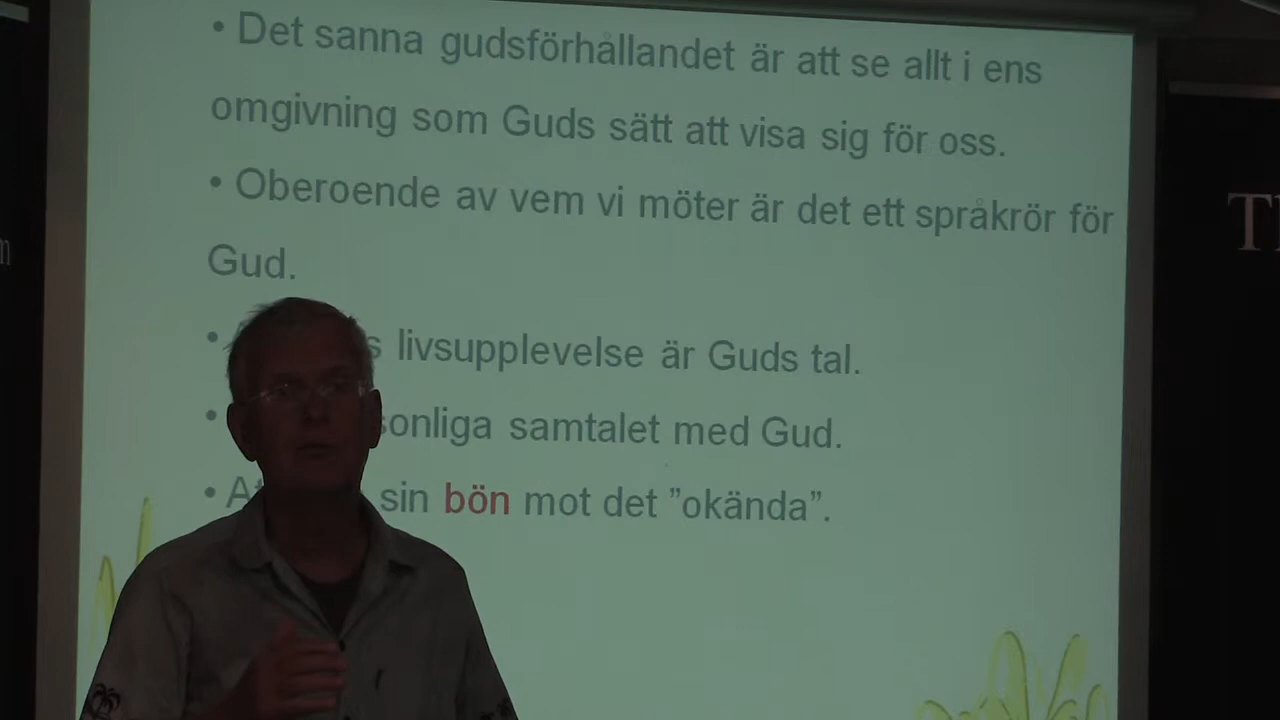 • Det sanna gudsförhållandet är att se allt i ens
omgivning som Guds sätt att visa sig för oss.
• Oberoende av vem vi möter är det ett språkrör för
Gud.
• livsupplevelse är Guds tal.
• samtalet med Gud.
• sin bön mot det ”okända”.